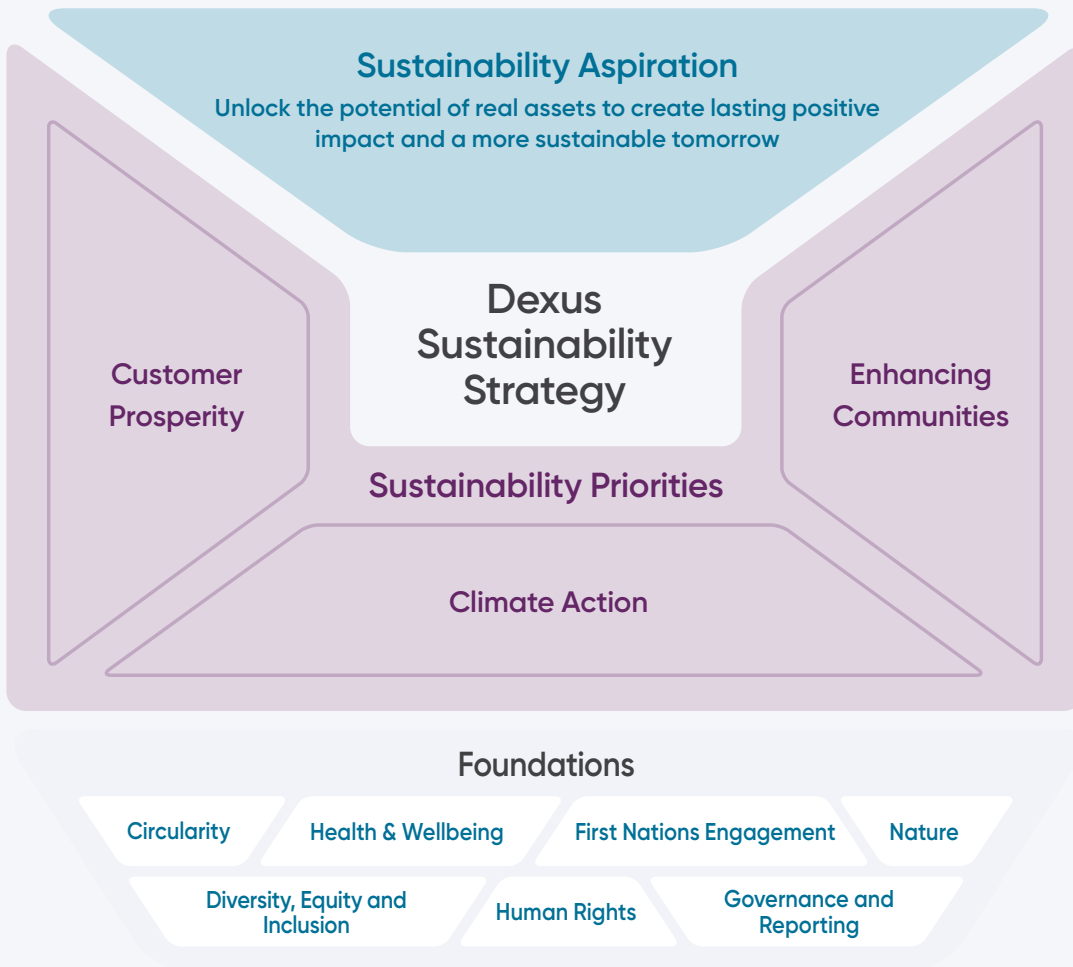 Sustainability Aspiration
Unlock the potential of real assets to create lasting positive
impact and a more sustainable tomorrow
Dexus
Sustainability
Strategy
Customer
Prosperity
Enhancing
Communities
Sustainability Priorities
Climate Action
Foundations
Circularity
Health & Wellbeing
First Nations Engagement
Nature
Diversity, Equity and
Inclusion
Human Rights
Governance and
Reporting